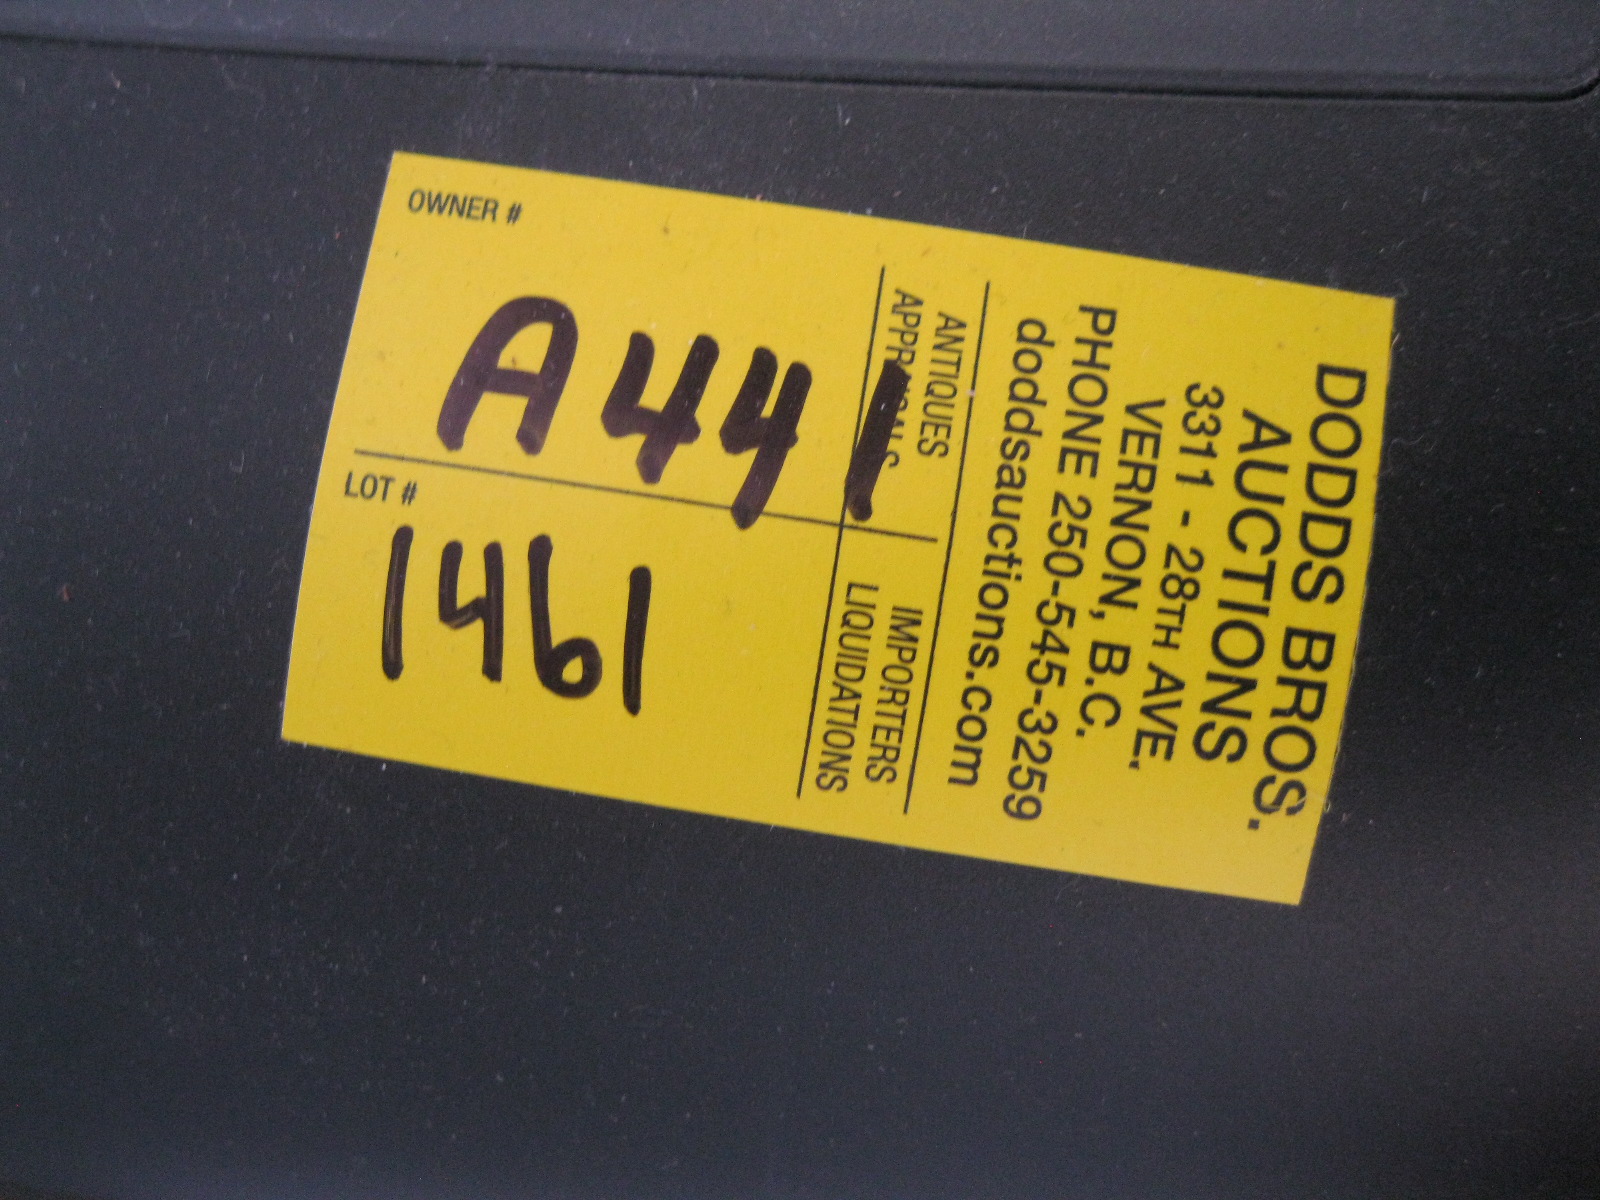 DODDS BROS.
AUCTIONS
3311 - 28TH AVE.
VERNON, B.C.
PHONE 250-545-3259
doddsauctions.com
ANTIQUES
APPRAISALS
IMPORTERS
LIQUIDATIONS
OWNER #
A441
LOT #
1461